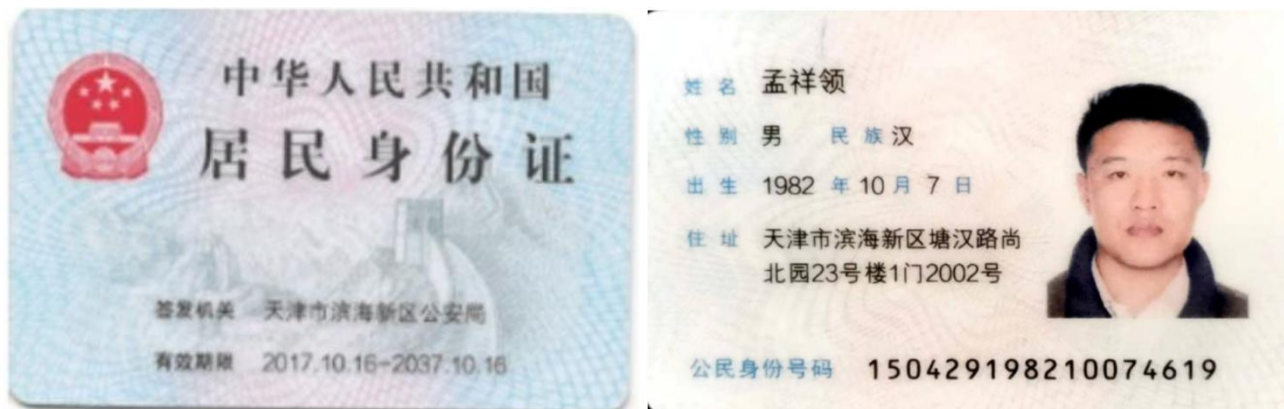 中华人民共和国
居民身份证
签发机关 天津市滨海新区公安局
有效期限 2017.10.16-2037.10.16
姓名 孟祥领
性别 男 民族 汉
出生 1982 年 10 月 7 日
住址 天津市滨海新区塘汉路尚
北园23号楼1门2002号
公民身份号码 150429198210074619